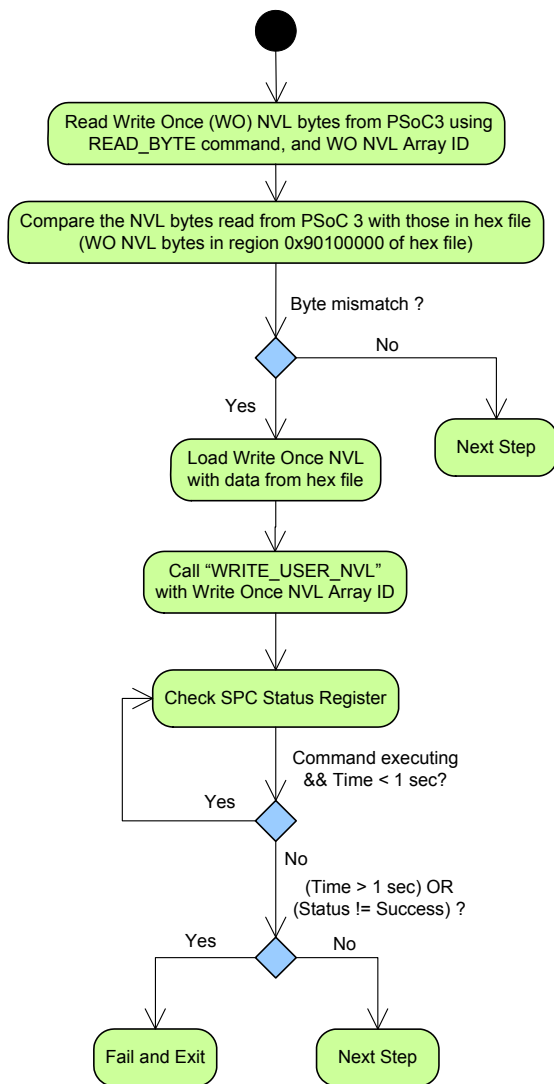 Read Write Once (WO) NVL bytes from PSoC3 using
READ_BYTE command, and WO NVL Array ID
Compare the NVL bytes read from PSoC 3 with those in hex file
(WO NVL bytes in region 0x90100000 of hex file)
Byte mismatch ?
No
Yes
Next Step
Load Write Once NVL
with data from hex file
Call “WRITE_USER_NVL”
with Write Once NVL Array ID
Check SPC Status Register
Command executing
&& Time < 1 sec?
Yes
No
(Time > 1 sec) OR
(Status != Success) ?
Yes
No
Fail and Exit
Next Step